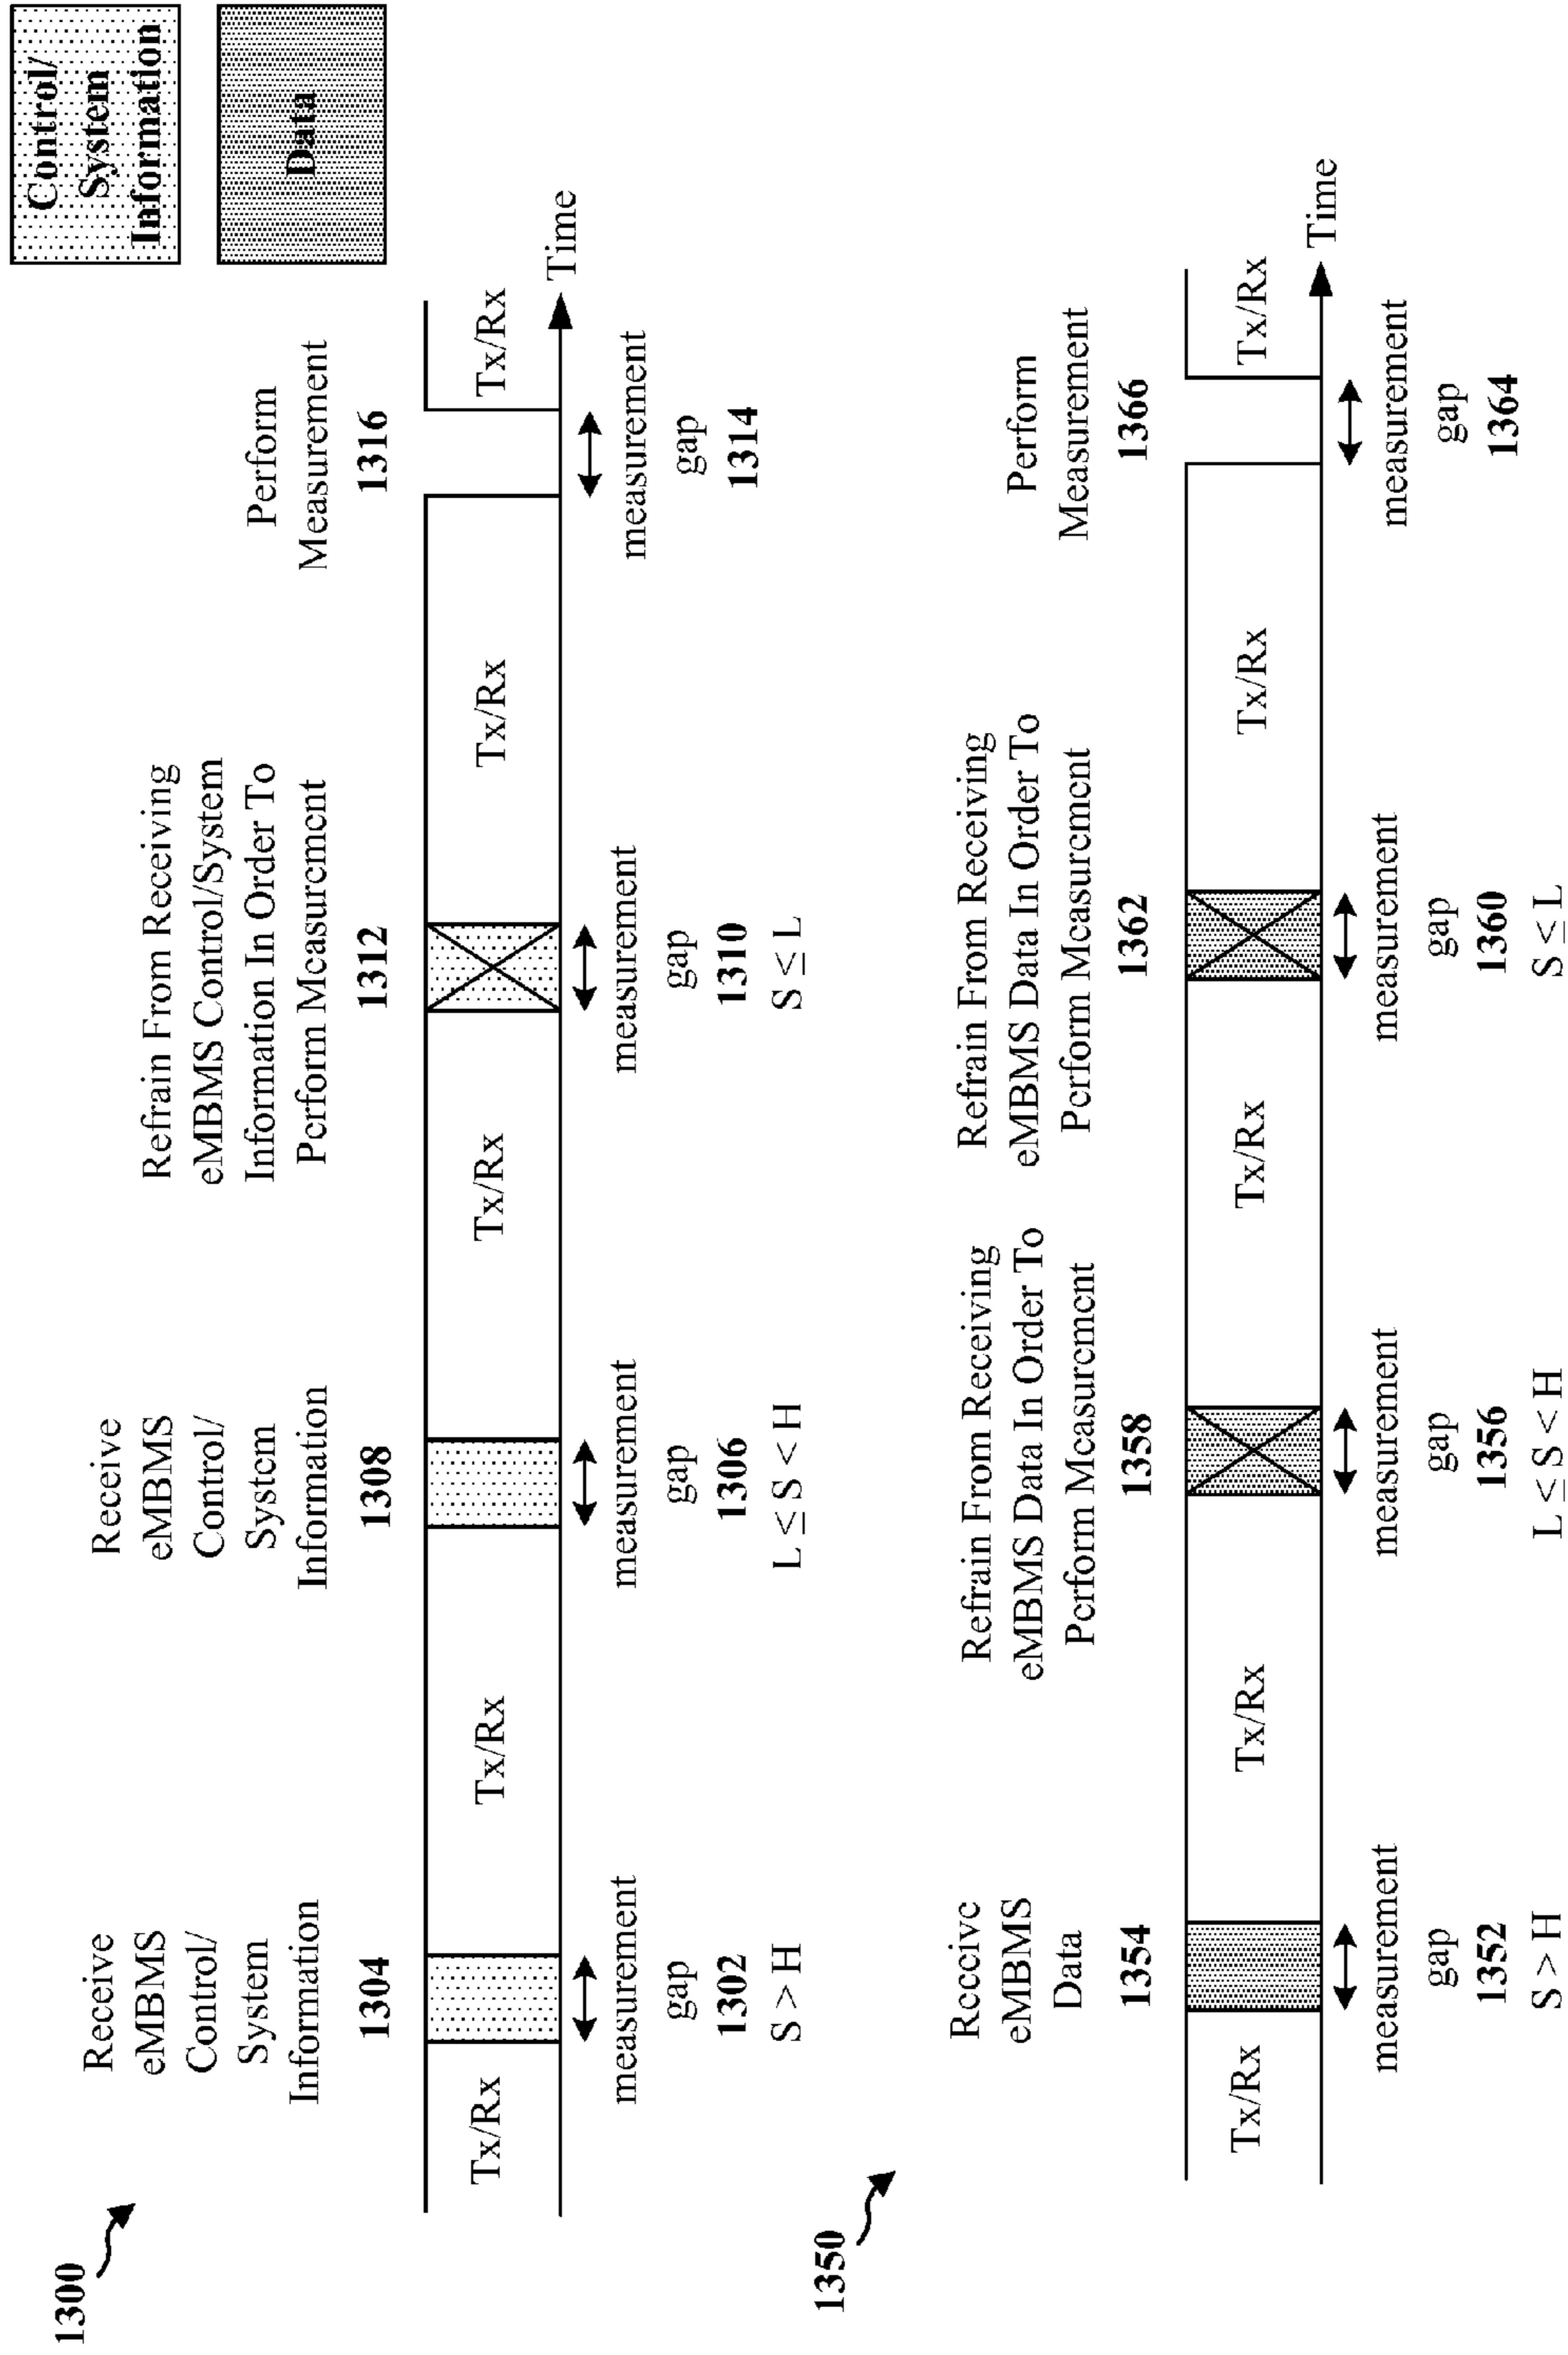 1300
Receive
eMBMS
Control/
System
Information
1304
Receive
eMBMS
Control/
System
Information
1308
Refrain From Receiving
eMBMS Control/System
Information In Order To
Perform Measurement
1312
Perform
Measurement
1316
Control/
System
Information
Data
Tx/Rx
Tx/Rx
Tx/Rx
Tx/Rx
Tx/Rx
Time
measurement
gap
1302
S > H
measurement
gap
1306
L ≤ S < H
measurement
gap
1310
S ≤ L
measurement
gap
1314
1350
Receive
eMBMS
Data
1354
Refrain From Receiving
eMBMS Data In Order To
Perform Measurement
1358
Refrain From Receiving
eMBMS Data In Order To
Perform Measurement
1362
Perform
Measurement
1366
Tx/Rx
Tx/Rx
Tx/Rx
Tx/Rx
Tx/Rx
Time
measurement
gap
1352
S > H
measurement
gap
1356
L ≤ S < H
measurement
gap
1360
S ≤ L
measurement
gap
1364